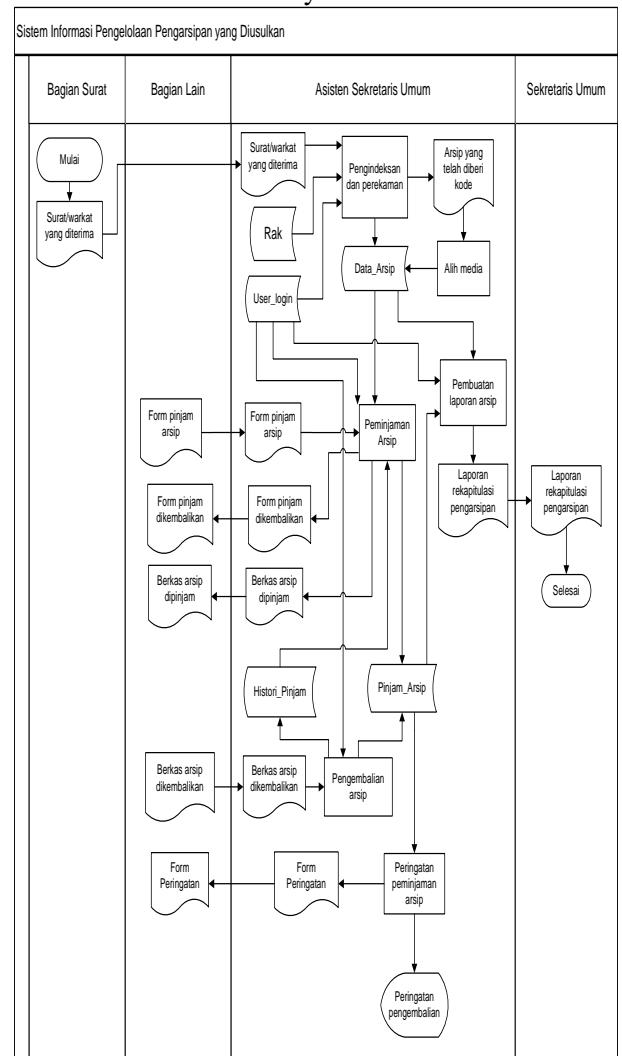 Sistem Informasi Pengelolaan Pengarsipan yang Diusulkan
Bagian Surat
Bagian Lain
Asisten Sekretaris Umum
Sekretaris Umum
Mulai
Surat/warkat
yang diterima
Surat/warkat
yang diterima
Pengindeksan
dan perekaman
Arsip yang
telah diberi
kode
Rak
User_login
Data_Arsip
Alih media
Pembuatan
laporan arsip
Form pinjam
arsip
Form pinjam
arsip
Peminjaman
Arsip
Form pinjam
dikembalikan
Form pinjam
dikembalikan
Laporan
rekapitulasi
pengarsipan
Laporan
rekapitulasi
pengarsipan
Berkas arsip
dipinjam
Berkas arsip
dipinjam
Selesai
Histori_Pinjam
Pinjam_Arsip
Berkas arsip
dikembalikan
Berkas arsip
dikembalikan
Pengembalian
arsip
Form
Peringatan
Form
Peringatan
Peringatan
peminjaman
arsip
Peringatan
pengembalian